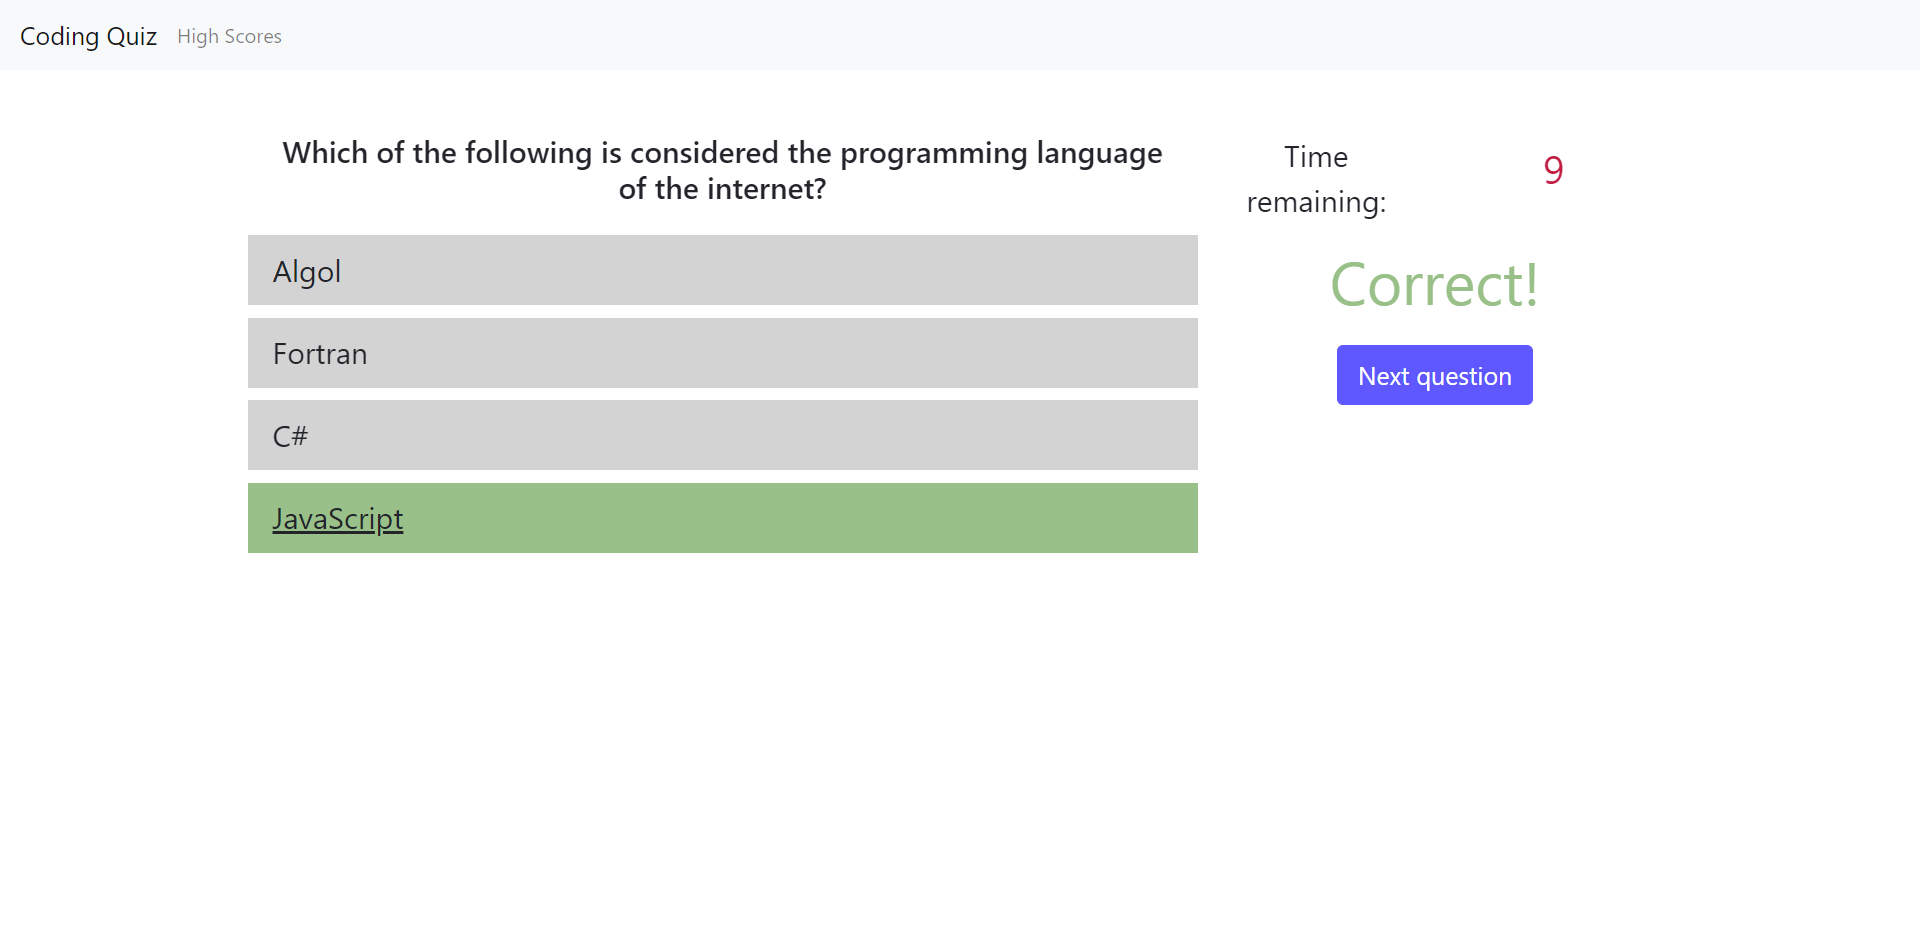 Coding Quiz High Scores
Which of the following is considered the programming language
of the internet?
Algol
Fortran
C#
JavaScript
Time
remaining:
9
Correct!
Next question